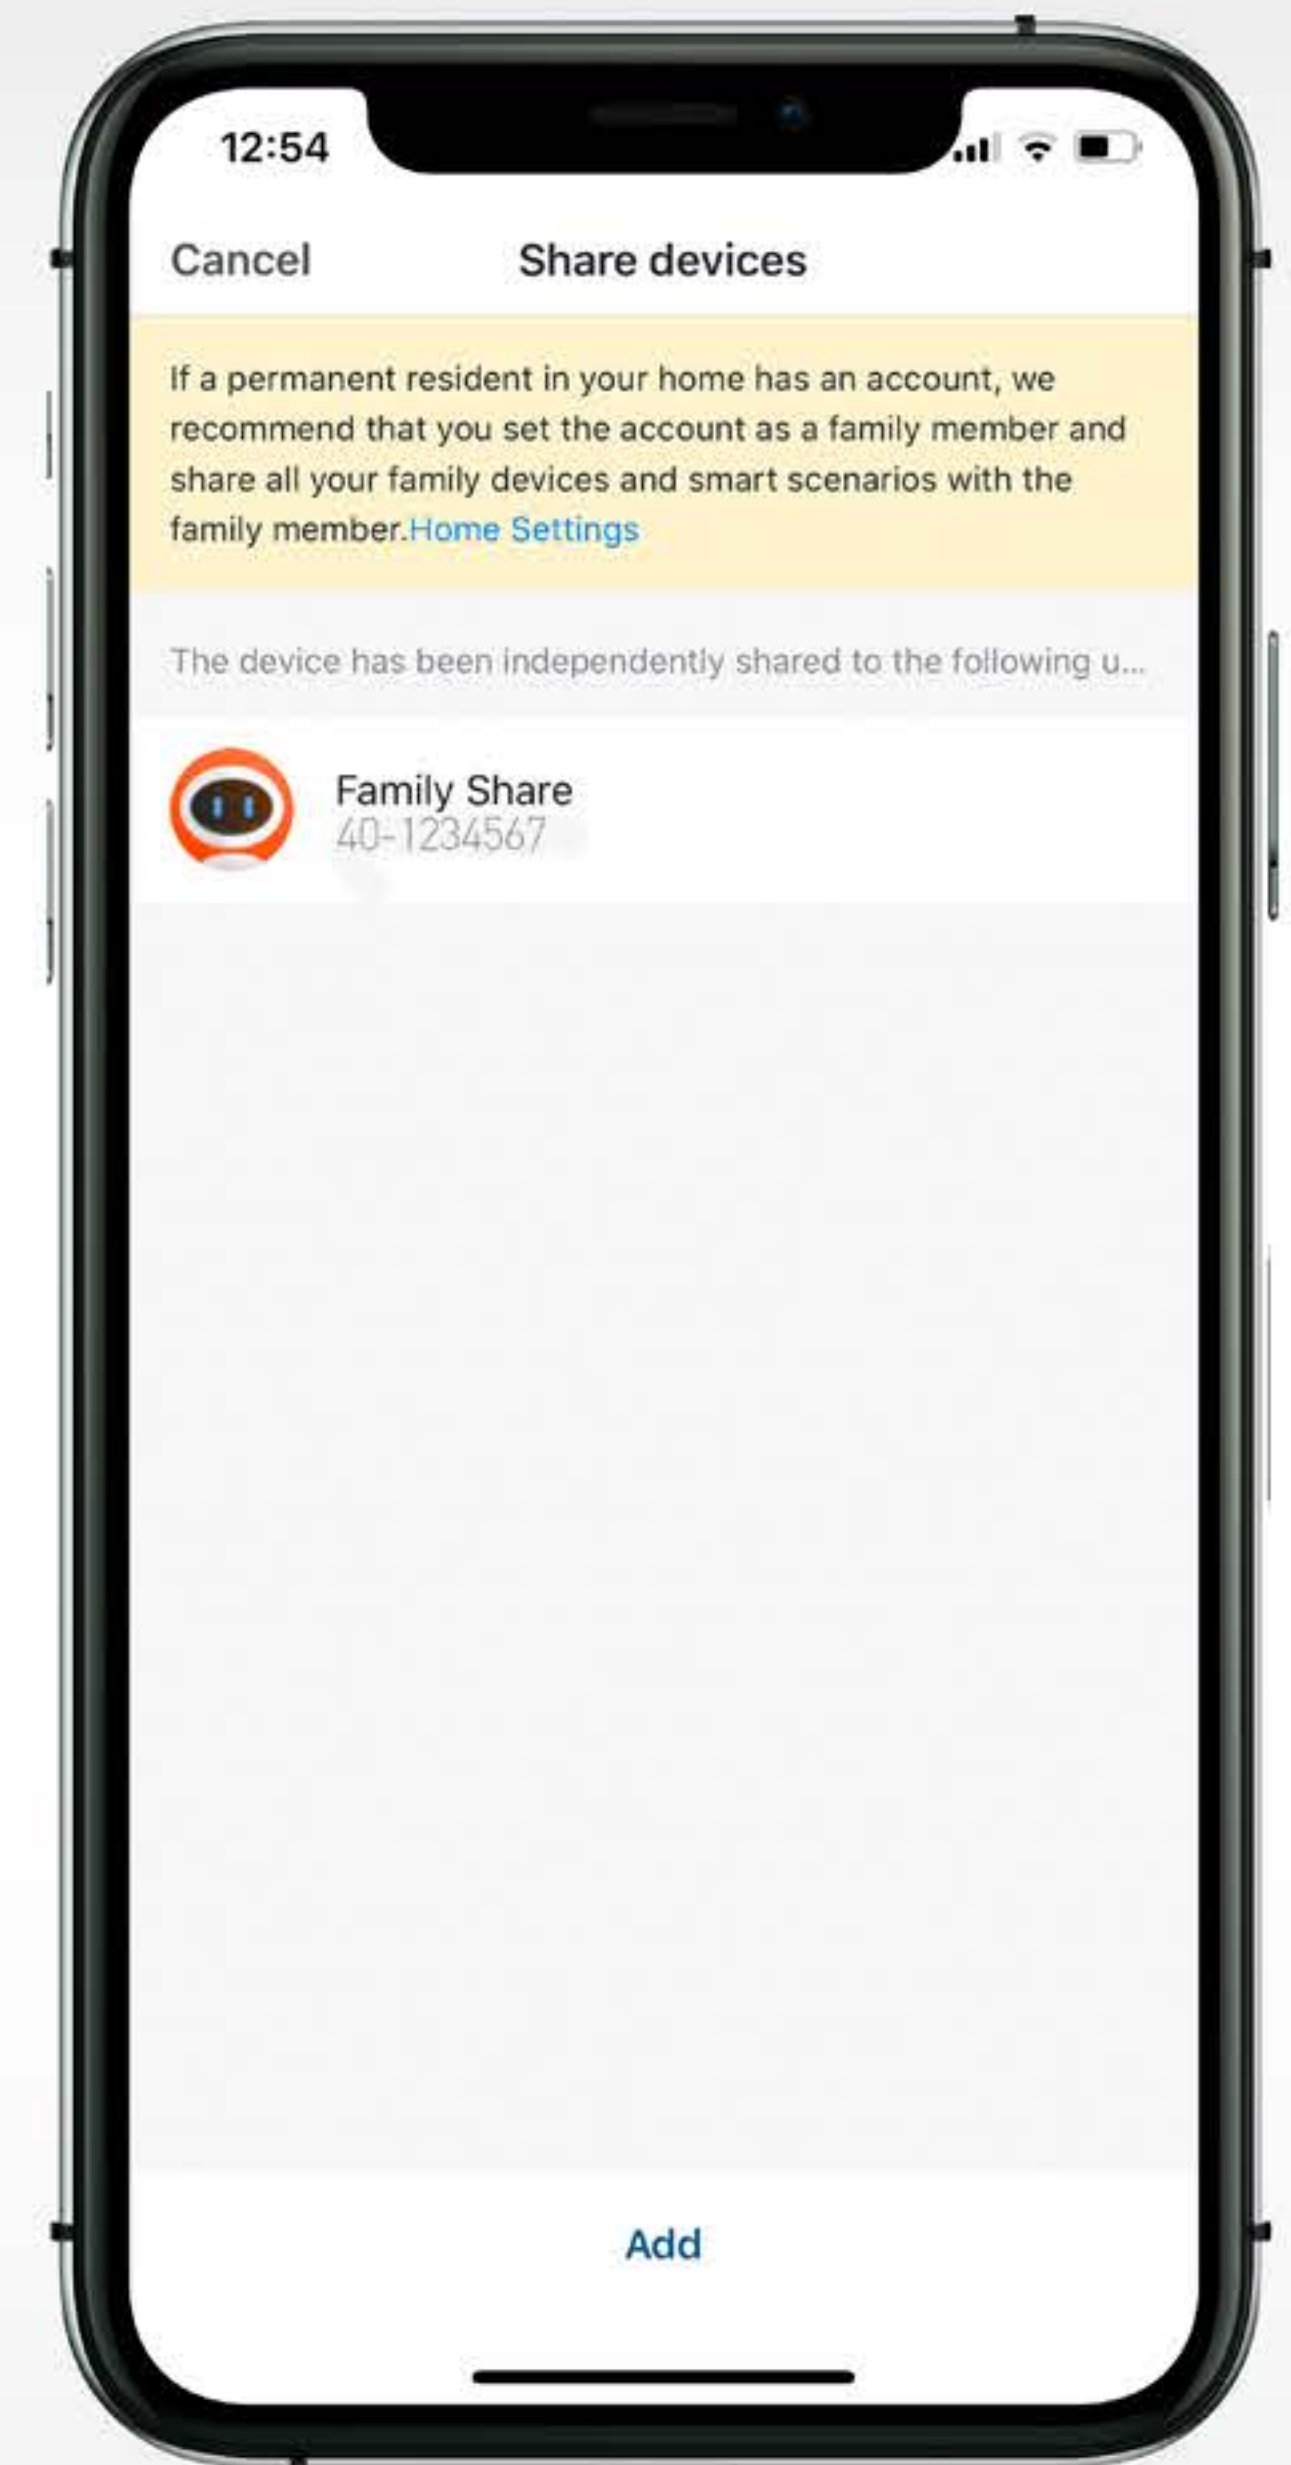 12:54
Cancel
Share devices
If a permanent resident in your home has an account, we
recommend that you set the account as a family member and
share all your family devices and smart scenarios with the
family member.Home Settings
The device has been independently shared to the following u...
Family Share
40-1234567
Add